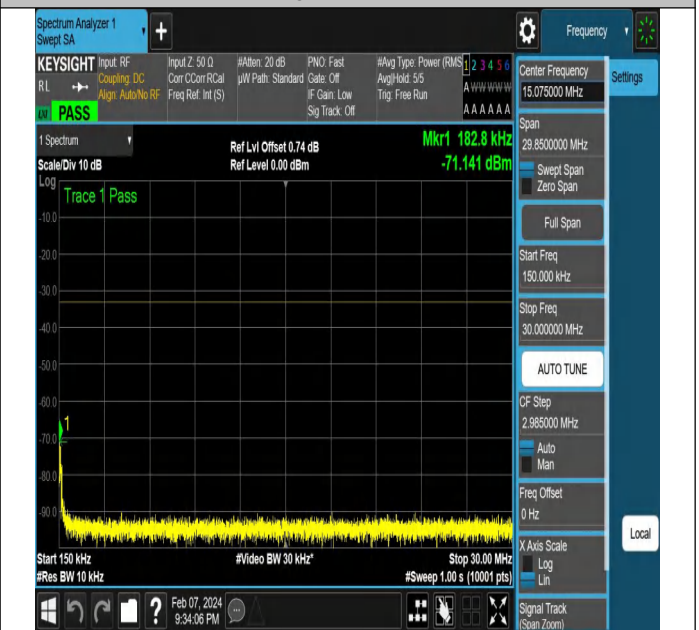 Spectrum Analyzer 1
Swept SA
+
Frequency
KEYSIGHT
RL
PASS
Input: RF
Coupling: DC
Align: Auto/No RF
Input Z: 50 Ω
Corr CCorr RCal
Freq Ref: Int (S)
#Atten: 20 dB
µW Path: Standard
PNO: Fast
Gate: Off
IF Gain: Low
Sig Track: Off
#Avg Type: Power (RMS
Avg|Hold: 5/5
Trig: Free Run
1 2 3 4 5 6
A W W W W W
A A A A A A
1 Spectrum
Scale/Div 10 dB
Ref Lvl Offset 0.74 dB
Ref Level 0.00 dBm
Mkr1 182.8 kHz
-71.141 dBm
Log
Trace 1 Pass
-10.0
-20.0
-30.0
-40.0
-50.0
-60.0
-70.0
-80.0
-90.0
1
Start 150 kHz
#Res BW 10 kHz
#Video BW 30 kHz*
Stop 30.00 MHz
#Sweep 1.00 s (10001 pts)
Feb 07, 2024
9:34:06 PM
?
Center Frequency
15.075000 MHz
Settings
Span
29.8500000 MHz
Swept Span
Zero Span
Full Span
Start Freq
150.000 kHz
Stop Freq
30.000000 MHz
AUTO TUNE
CF Step
2.985000 MHz
Auto
Man
Freq Offset
0 Hz
X Axis Scale
Log
Lin
Local
Signal Track
(Span Zoom)